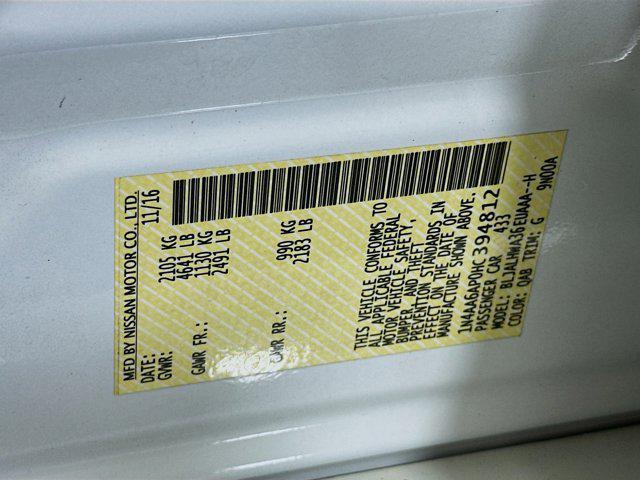 MFD BY NISSAN MOTOR CO., LTD.
DATE: 11/16
GVWR: 2105 KG
4641 LB
GAWR FR.: 1130 KG
2491 LB
GAWR RR.: 990 KG
2183 LB
THIS VEHICLE CONFORMS TO
ALL APPLICABLE FEDERAL
MOTOR VEHICLE SAFETY,
BUMPER, AND THEFT
PREVENTION STANDARDS IN
EFFECT ON THE DATE OF
MANUFACTURE SHOWN ABOVE.
1N4AA6APVHC394812
PASSENGER CAR 433
MODEL: BLJALHWA36EUAAA--H
COLOR: QAB TRIM: G 9N00A